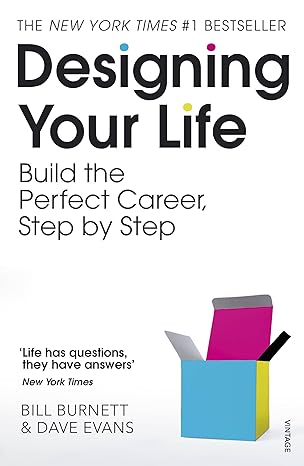 THE NEW YORK TIMES #1 BESTSELLER
Designing
Your Life
Build the
Perfect Career,
Step by Step
‘Life has questions,
they have answers’
New York Times
BILL BURNETT
& DAVE EVANS
VINTAGE